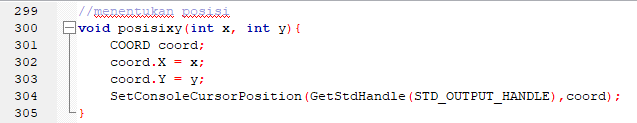 299 //menentukan posisi
300 void posisixy(int x, int y){
301 COORD coord;
302 coord.X = x;
303 coord.Y = y;
304 SetConsoleCursorPosition(GetStdHandle(STD_OUTPUT_HANDLE),coord);
305 }